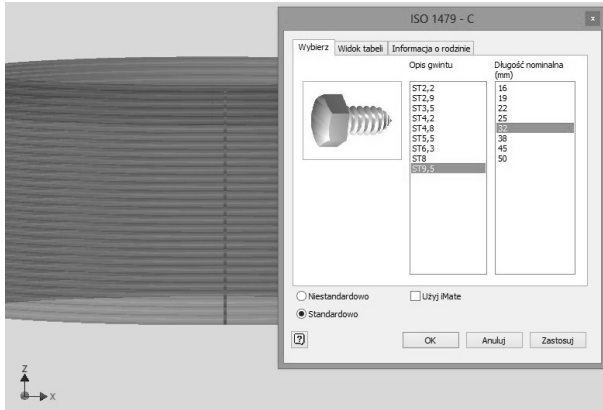 ISO 1479 - C
x
Wybierz Widok tabeli Informacja o rodzinie
Opis gwintu
Długość nominalna
(mm)
ST2,2
ST2,9
ST3,5
ST4,2
ST4,8
ST5,5
ST6,3
ST8
ST9,5
16
19
22
25
32
38
45
50
Niestandardowo
Użyj iMate
Standardowo
?
OK Anuluj Zastosuj
Z
X